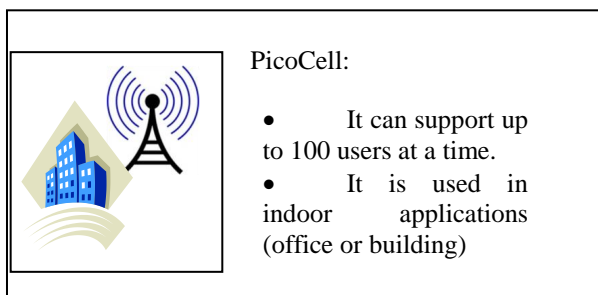 PicoCell:
• It can support up
to 100 users at a time.
• It is used in
indoor applications
(office or building)